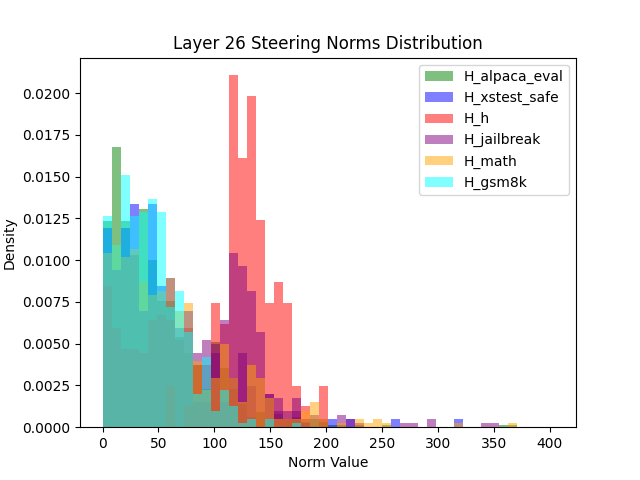 Layer 26 Steering Norms Distribution
H_alpaca_eval
H_xstest_safe
H_h
H_jailbreak
H_math
H_gsm8k
Density
0.0200
0.0175
0.0150
0.0125
0.0100
0.0075
0.0050
0.0025
0.0000
0 50 100 150 200 250 300 350 400
Norm Value